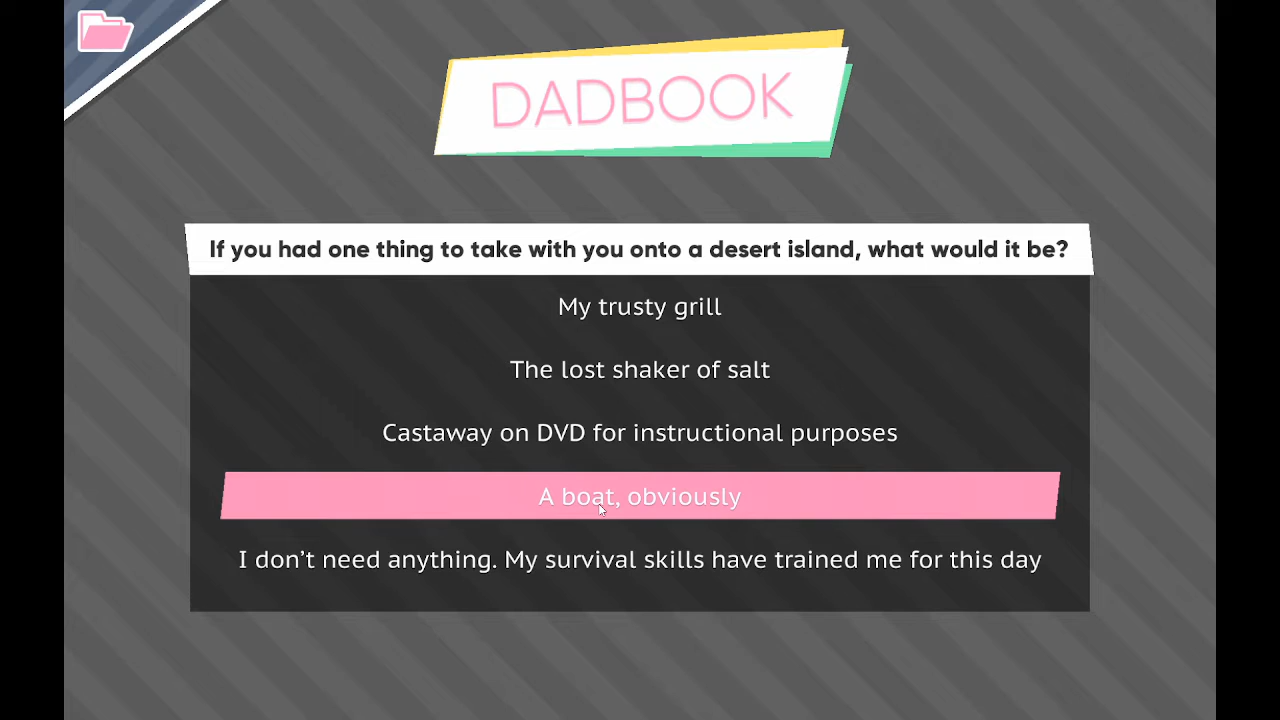 DADBOOK
If you had one thing to take with you onto a desert island, what would it be?
My trusty grill
The lost shaker of salt
Castaway on DVD for instructional purposes
A boat, obviously
I don’t need anything. My survival skills have trained me for this day